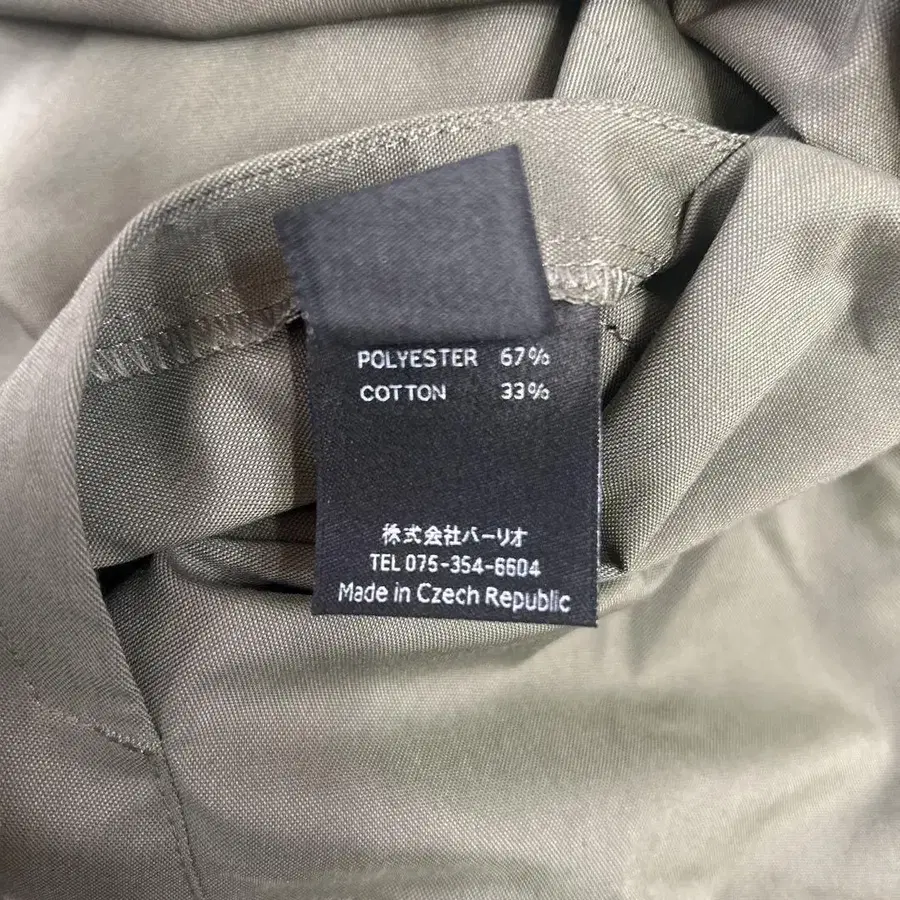 POLYESTER 67%
COTTON 33%
株式会社バーリオ
TEL 075-354-6604
Made in Czech Republic